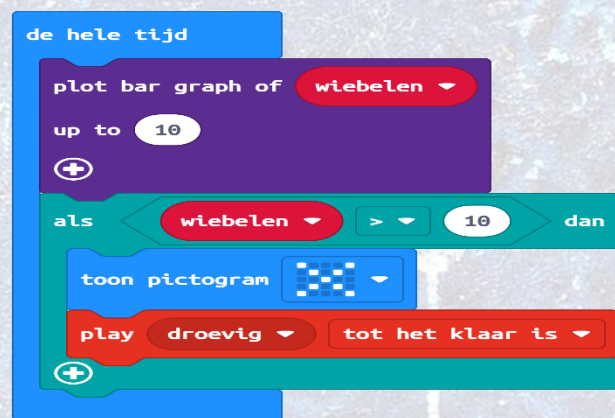 de hele tijd
plot bar graph of wiebelen
up to 10
als wiebelen > 10 dan
toon pictogram
play droevig tot het klaar is